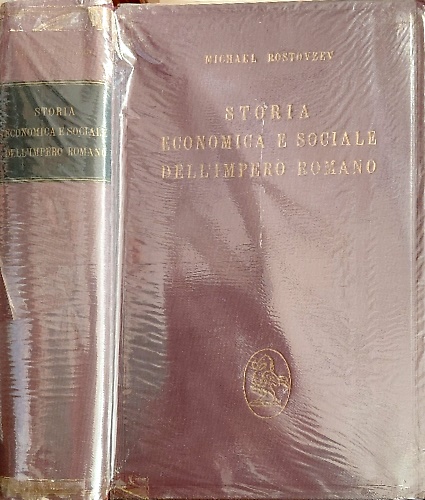 STORIA
ECONOMICA E SOCIALE
DELL'IMPERO ROMANO
MICHAEL ROSTOVZEV
STORIA
ECONOMICA E SOCIALE
DELL'IMPERO ROMANO